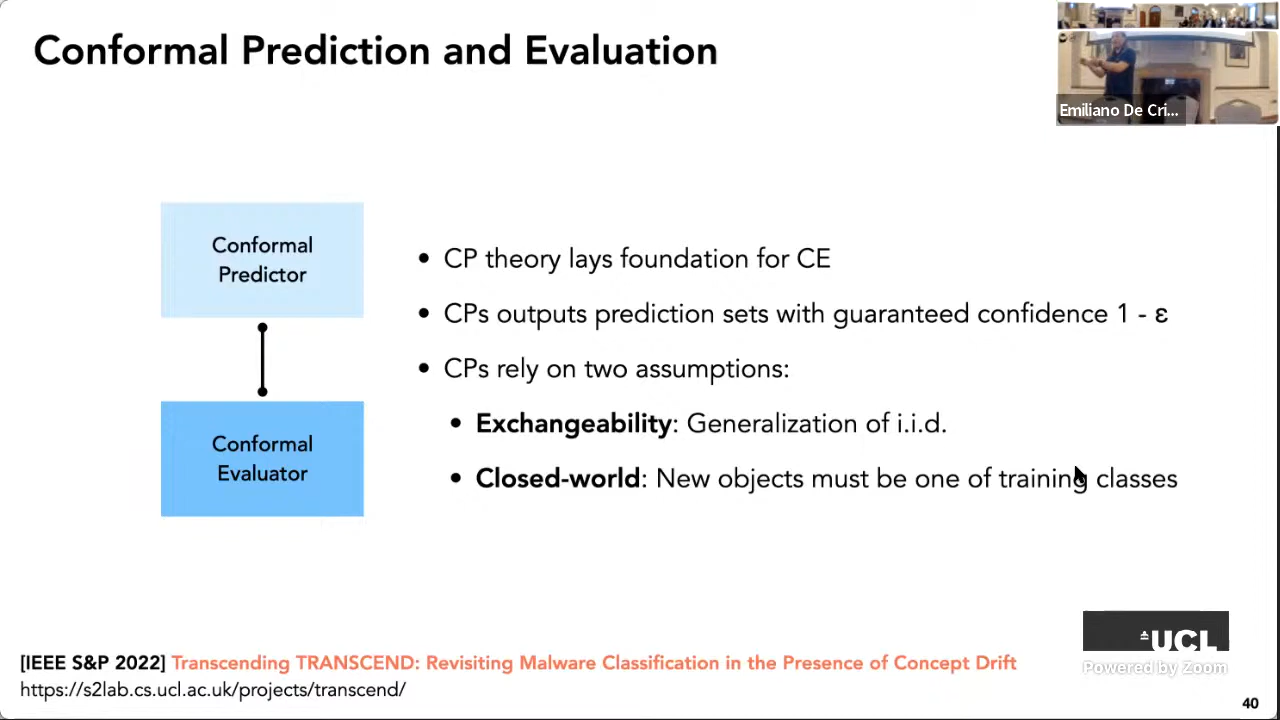 Conformal Prediction and Evaluation
Emiliano De Cri...
Conformal
Predictor
Conformal
Evaluator
• CP theory lays foundation for CE
• CPs outputs prediction sets with guaranteed confidence 1 - ε
• CPs rely on two assumptions:
• Exchangeability: Generalization of i.i.d.
• Closed-world: New objects must be one of training classes
UCL
Powered by Zoom
[IEEE S&P 2022] Transcending TRANSCEND: Revisiting Malware Classification in the Presence of Concept Drift
https://s2lab.cs.ucl.ac.uk/projects/transcend/
40